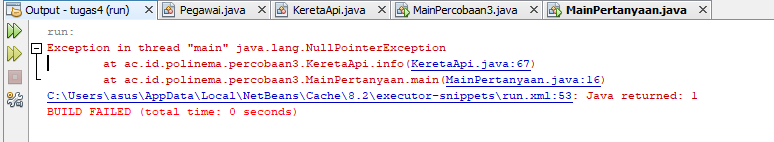 Output - tugas4 (run) Pegawai.java KeretaApi.java MainPercobaan3.java MainPertanyaan.java
run:
Exception in thread "main" java.lang.NullPointerException
at ac.id.polinema.percobaan3.KeretaApi.info(KeretaApi.java:67)
at ac.id.polinema.percobaan3.MainPertanyaan.main(MainPertanyaan.java:16)
C:\Users\asus\AppData\Local\NetBeans\Cache\8.2\executor-snippets\run.xml:53: Java returned: 1
BUILD FAILED (total time: 0 seconds)